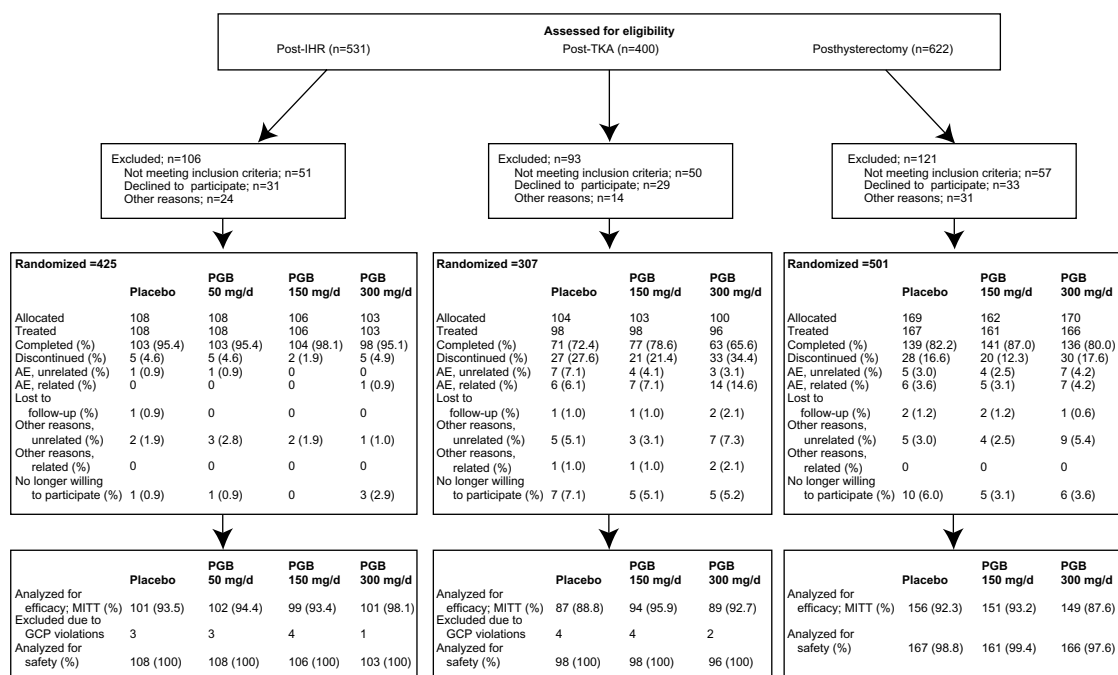 Assessed for eligibility
Post-IHR (n=531) Post-TKA (n=400) Posthysterectomy (n=622)
Excluded; n=106
Not meeting inclusion criteria; n=51
Declined to participate; n=31
Other reasons; n=24
Excluded; n=93
Not meeting inclusion criteria; n=50
Declined to participate; n=29
Other reasons; n=14
Excluded; n=121
Not meeting inclusion criteria; n=57
Declined to participate; n=33
Other reasons; n=31
Randomized =425
PGB PGB PGB
Placebo 50 mg/d 150 mg/d 300 mg/d
Allocated 108 108 106 103
Treated 108 108 106 103
Completed (%) 103 (95.4) 103 (95.4) 104 (98.1) 98 (95.1)
Discontinued (%) 5 (4.6) 5 (4.6) 2 (1.9) 5 (4.9)
AE, unrelated (%) 1 (0.9) 1 (0.9) 0 0
AE, related (%) 0 0 0 1 (0.9)
Lost to
follow-up (%) 1 (0.9) 0 0 0
Other reasons,
unrelated (%) 2 (1.9) 3 (2.8) 2 (1.9) 1 (1.0)
Other reasons,
related (%) 0 0 0 0
No longer willing
to participate (%) 1 (0.9) 1 (0.9) 0 3 (2.9)
Randomized =307
PGB PGB
Placebo 150 mg/d 300 mg/d
Allocated 104 103 100
Treated 98 98 96
Completed (%) 71 (72.4) 77 (78.6) 63 (65.6)
Discontinued (%) 27 (27.6) 21 (21.4) 33 (34.4)
AE, unrelated (%) 7 (7.1) 4 (4.1) 3 (3.1)
AE, related (%) 6 (6.1) 7 (7.1) 14 (14.6)
Lost to
follow-up (%) 1 (1.0) 1 (1.0) 2 (2.1)
Other reasons,
unrelated (%) 5 (5.1) 3 (3.1) 7 (7.3)
Other reasons,
related (%) 1 (1.0) 1 (1.0) 2 (2.1)
No longer willing
to participate (%) 7 (7.1) 5 (5.1) 5 (5.2)
Randomized =501
PGB PGB
Placebo 150 mg/d 300 mg/d
Allocated 169 162 170
Treated 167 161 166
Completed (%) 139 (82.2) 141 (87.0) 136 (80.0)
Discontinued (%) 28 (16.6) 20 (12.3) 30 (17.6)
AE, unrelated (%) 5 (3.0) 4 (2.5) 7 (4.2)
AE, related (%) 6 (3.6) 5 (3.1) 7 (4.2)
Lost to
follow-up (%) 2 (1.2) 2 (1.2) 1 (0.6)
Other reasons,
unrelated (%) 5 (3.0) 4 (2.5) 9 (5.4)
Other reasons,
related (%) 0 0 0
No longer willing
to participate (%) 10 (6.0) 5 (3.1) 6 (3.6)
PGB PGB PGB
Placebo 50 mg/d 150 mg/d 300 mg/d
Analyzed for
efficacy; MITT (%) 101 (93.5) 102 (94.4) 99 (93.4) 101 (98.1)
Excluded due to
GCP violations 3 3 4 1
Analyzed for
safety (%) 108 (100) 108 (100) 106 (100) 103 (100)
PGB PGB
Placebo 150 mg/d 300 mg/d
Analyzed for
efficacy; MITT (%) 87 (88.8) 94 (95.9) 89 (92.7)
Excluded due to
GCP violations 4 4 2
Analyzed for
safety (%) 98 (100) 98 (100) 96 (100)
PGB PGB
Placebo 150 mg/d 300 mg/d
Analyzed for
efficacy; MITT (%) 156 (92.3) 151 (93.2) 149 (87.6)
Analyzed for
safety (%) 167 (98.8) 161 (99.4) 166 (97.6)